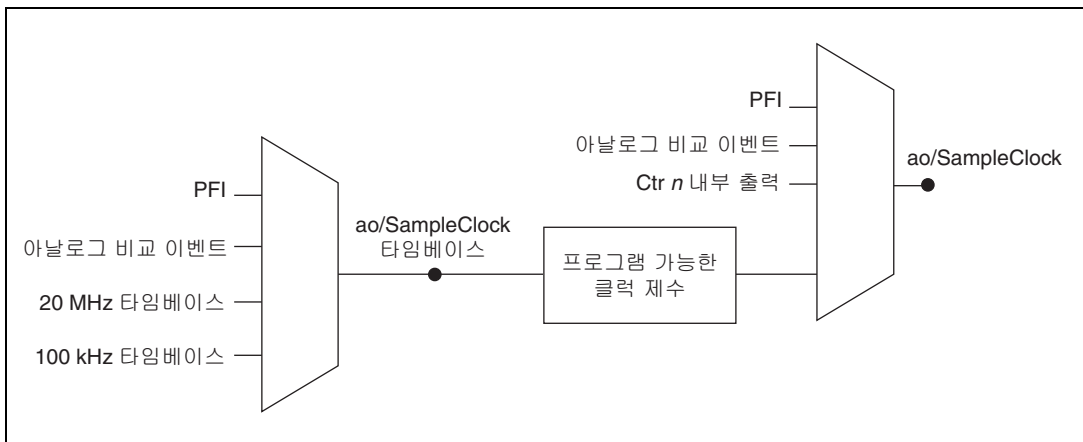 PFI
아날로그 비교 이벤트
20 MHz 타임베이스
100 kHz 타임베이스
ao/SampleClock
타임베이스
프로그램 가능한
클럭 제수
PFI
아날로그 비교 이벤트
Ctr n 내부 출력
ao/SampleClock